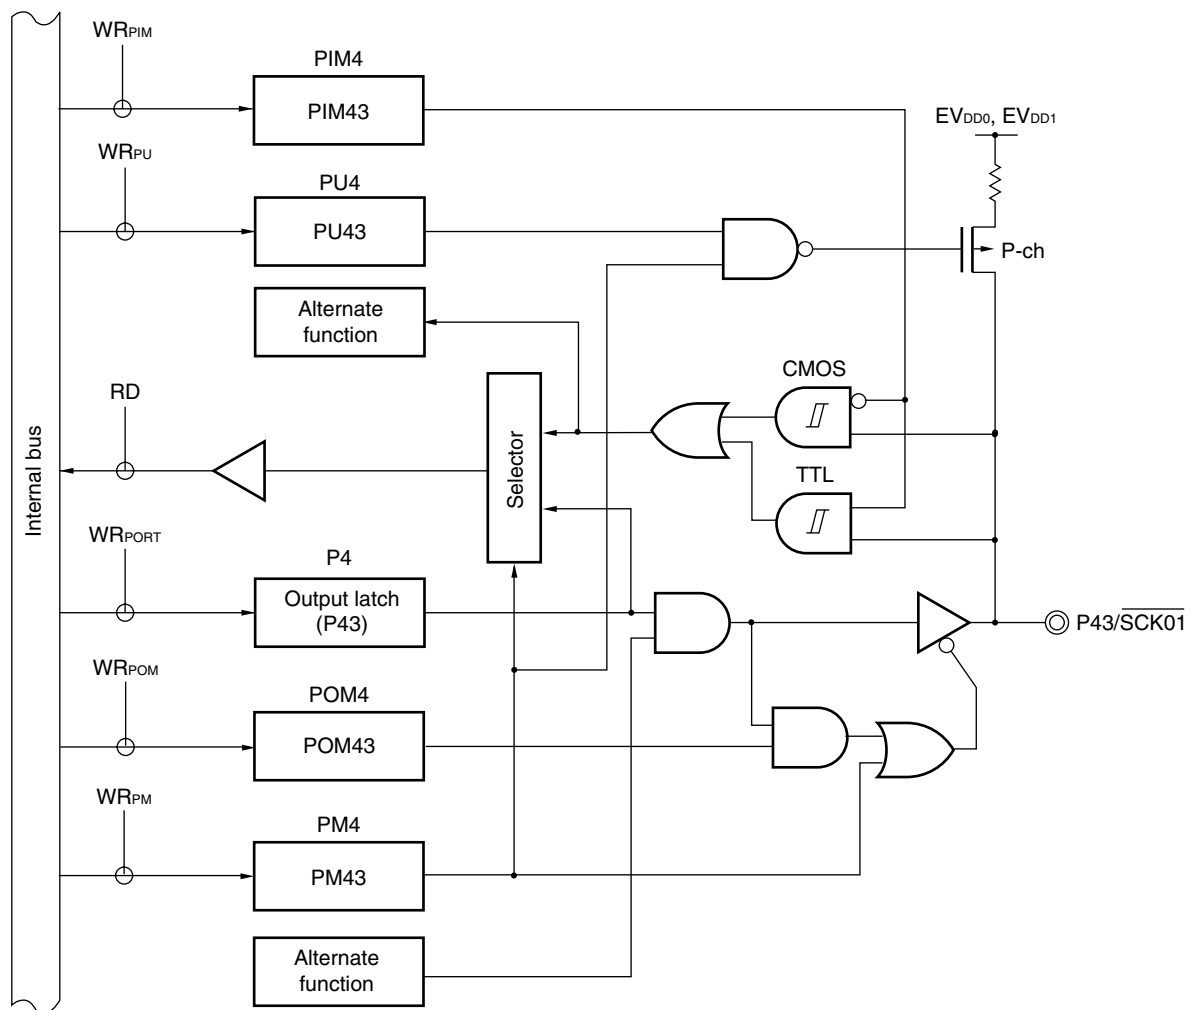 WRPIM
PIM4
PIM43
EVDD0, EVDD1
WRPU
PU4
PU43
P-ch
Alternate
function
CMOS
RD
Selector
TTL
Internal bus
WRPORT
P4
Output latch
(P43)
P43/SCK01
WRPOM
POM4
POM43
WRPM
PM4
PM43
Alternate
function